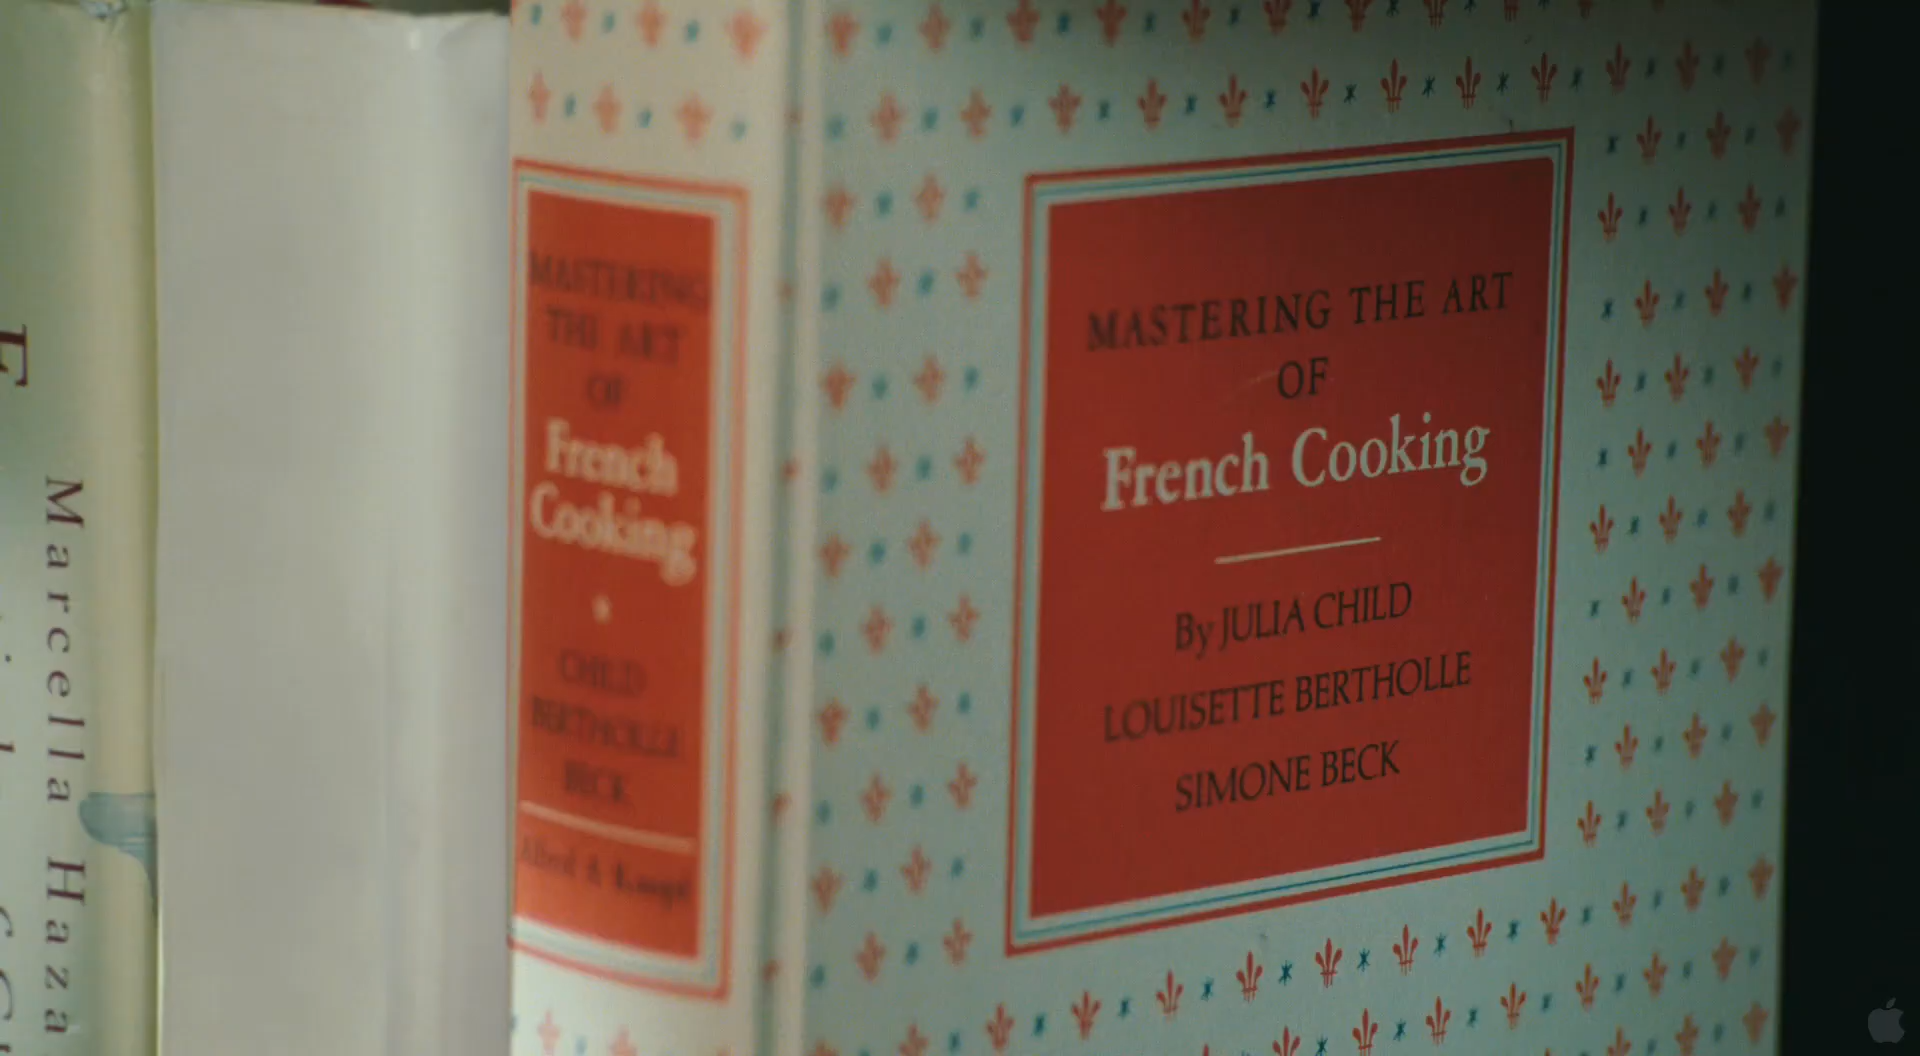 Marcella Haza
MASTERING
THE ART
OF
French
Cooking
CHILD
BERTHOLLE
BECK
Alfred A Knopf
MASTERING THE ART
OF
French Cooking
By JULIA CHILD
LOUISETTE BERTHOLLE
SIMONE BECK